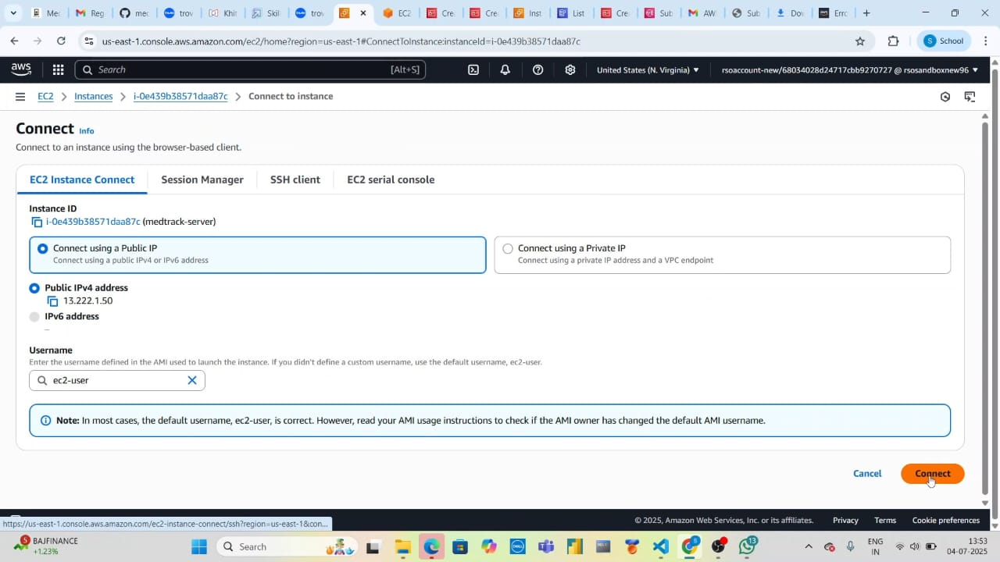 Me
Reg
mec
trov
Khit
Skil
trov
EC2
Cre
Cre
Inst
List
Cre
Sub
AW
Sub
Dov
Erro
us-east-1.console.aws.amazon.com/ec2/home?region=us-east-1#ConnectToInstance:instanceId=i-0e439b38571daa87c
S School
aws
Search [Alt+S]
United States (N. Virginia)
rsoaccount-new/68034028d24717cbb9270727 @ rsosandboxnew96
EC2 Instances i-0e439b38571daa87c Connect to instance
Connect Info
Connect to an instance using the browser-based client.
EC2 Instance Connect Session Manager SSH client EC2 serial console
Instance ID
i-0e439b38571daa87c (medtrack-server)
Connect using a Public IP
Connect using a public IPv4 or IPv6 address
Connect using a Private IP
Connect using a private IP address and a VPC endpoint
Public IPv4 address
13.222.1.50
IPv6 address
–
Username
Enter the username defined in the AMI used to launch the instance. If you didn't define a custom username, use the default username, ec2-user.
ec2-user
Note: In most cases, the default username, ec2-user, is correct. However, read your AMI usage instructions to check if the AMI owner has changed the default AMI username.
Cancel Connect
https://us-east-1.console.aws.amazon.com/ec2-instance-connect/ssh?region=us-east-1&con...
© 2025, Amazon Web Services, Inc. or its affiliates. Privacy Terms Cookie preferences
5 BAJFINANCE
+1.23%
Search
DELL
5
13
ENG
IN
13:53
04-07-2025